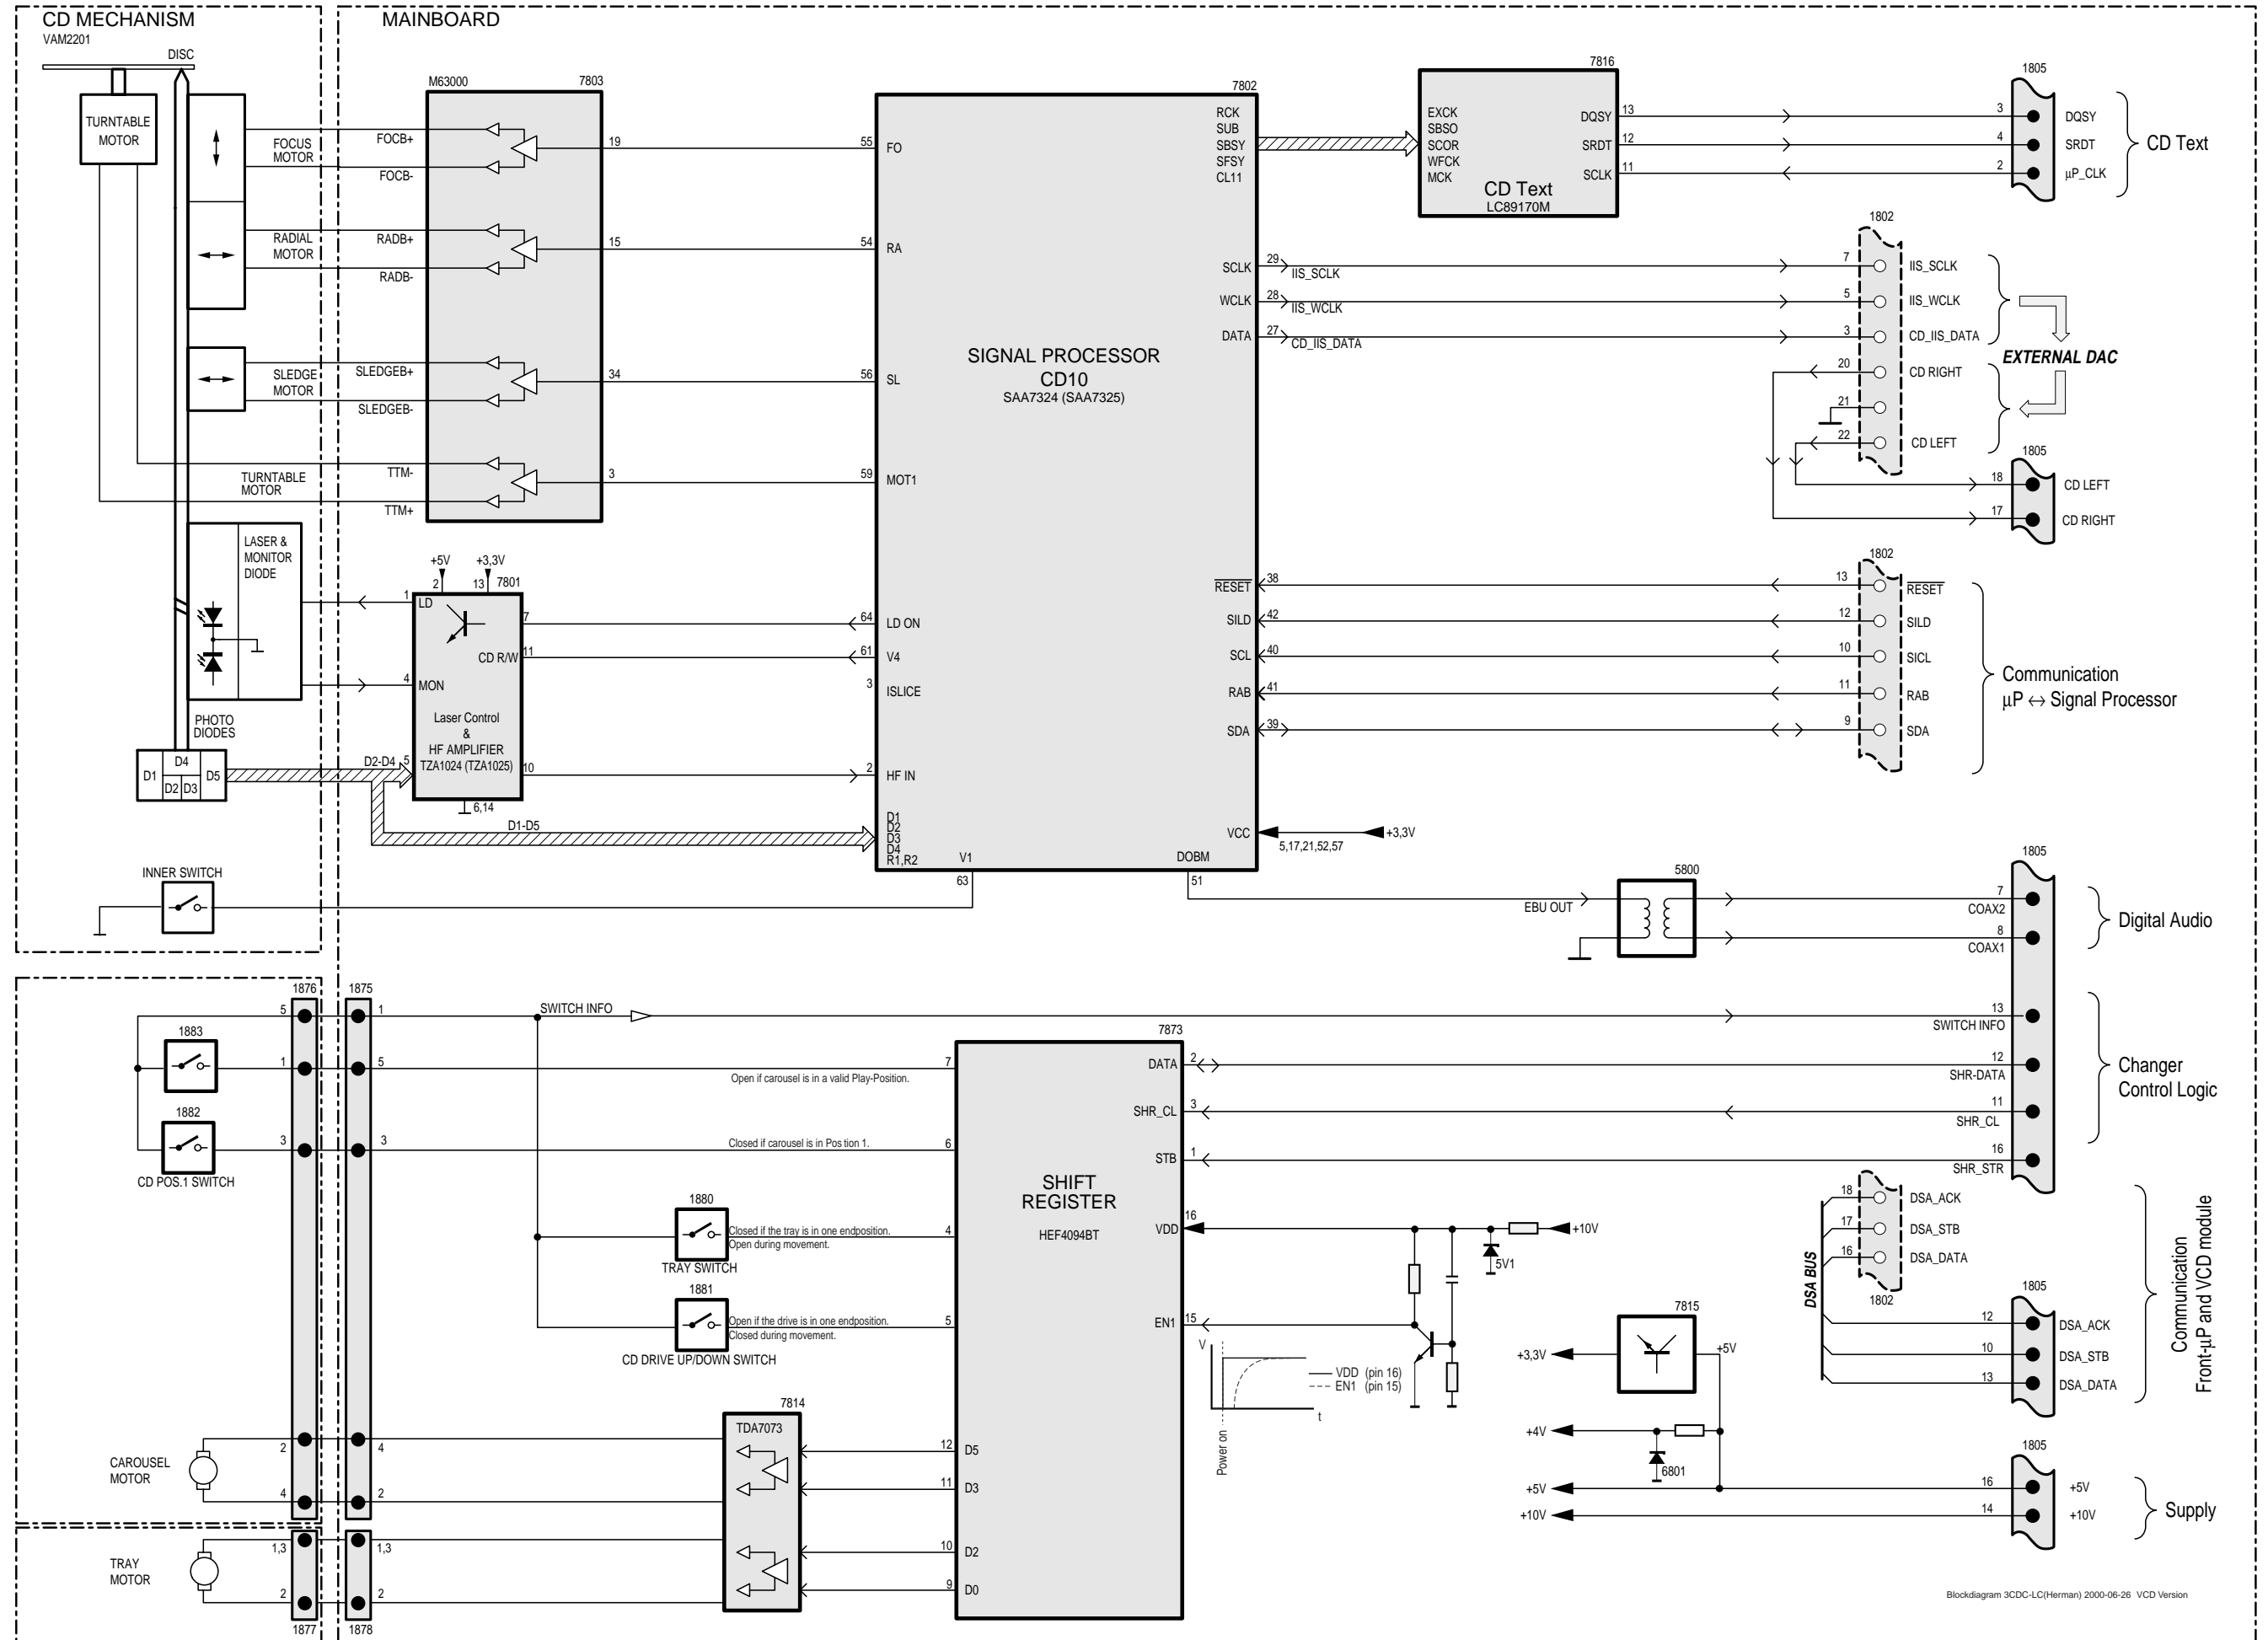 CD MECHANISM
VAM2201
DISC
TURNTABLE
MOTOR
FOCUS
MOTOR
RADIAL
MOTOR
SLEDGE
MOTOR
TURNTABLE
MOTOR
LASER &
MONITOR
DIODE
PHOTO
DIODES
D1
D4
D2
D3
D5
INNER SWITCH
MAINBOARD
M63000
7803
FOCB+
FOCB-
19
RADB+
RADB-
15
SLEDGEB+
SLEDGEB-
34
TTM-
TTM+
3
+5V
+3,3V
2
13
7801
1
LD
7
CD R/W
11
4
MON
Laser Control
&
HF AMPLIFIER
TZA1024 (TZA1025)
D2-D4
5
10
6,14
D1-D5
7802
55
FO
54
RA
56
SL
59
MOT1
64
LD ON
61
V4
3
ISLICE
2
HF IN
D1
D2
D3
D4
R1,R2
V1
63
SIGNAL PROCESSOR
CD10
SAA7324 (SAA7325)
RCK
SUB
SBSY
SFSY
CL11
SCLK
29
IIS_SCLK
WCLK
28
IIS_WCLK
DATA
27
CD_IIS_DATA
RESET
38
SILD
42
SCL
40
RAB
41
SDA
39
VCC
5,17,21,52,57
+3,3V
DOBM
51
7816
EXCK
SBSO
SCOR
WFCK
MCK
CD Text
LC89170M
DQSY
13
SRDT
12
SCLK
11
1805
3
DQSY
4
SRDT
2
µP_CLK
CD Text
1802
7
IIS_SCLK
5
IIS_WCLK
3
CD_IIS_DATA
20
CD RIGHT
21
22
CD LEFT
EXTERNAL DAC
1805
18
CD LEFT
17
CD RIGHT
1802
13
RESET
12
SILD
10
SICL
11
RAB
9
SDA
Communication
µP ↔ Signal Processor
EBU OUT
5800
1805
7
COAX2
8
COAX1
Digital Audio
13
SWITCH INFO
12
SHR-DATA
11
SHR_CL
16
SHR_STR
Changer
Control Logic
1876
1875
5
1
SWITCH INFO
1883
1
5
Open if carousel is in a valid Play-Position.
7
1882
3
3
Closed if carousel is in Pos tion 1.
6
CD POS.1 SWITCH
1880
Closed if the tray is in one endposition.
Open during movement.
4
TRAY SWITCH
1881
Open if the drive is in one endposition.
Closed during movement.
5
CD DRIVE UP/DOWN SWITCH
7873
DATA
2
SHR_CL
3
STB
1
SHIFT
REGISTER
HEF4094BT
VDD
16
+10V
5V1
EN1
15
V
VDD (pin 16)
EN1 (pin 15)
t
Power on
7815
+3,3V
+5V
+4V
6801
+5V
+10V
18
DSA_ACK
17
DSA_STB
16
DSA_DATA
1802
DSA BUS
1805
12
DSA_ACK
10
DSA_STB
13
DSA_DATA
Communication
Front-µP and VCD module
1805
16
+5V
14
+10V
Supply
7814
TDA7073
12
D5
11
D3
10
D2
9
D0
CAROUSEL
MOTOR
2
4
4
2
TRAY
MOTOR
1,3
1,3
2
2
1877
1878
Blockdiagram 3CDC-LC(Herman) 2000-06-26 VCD Version